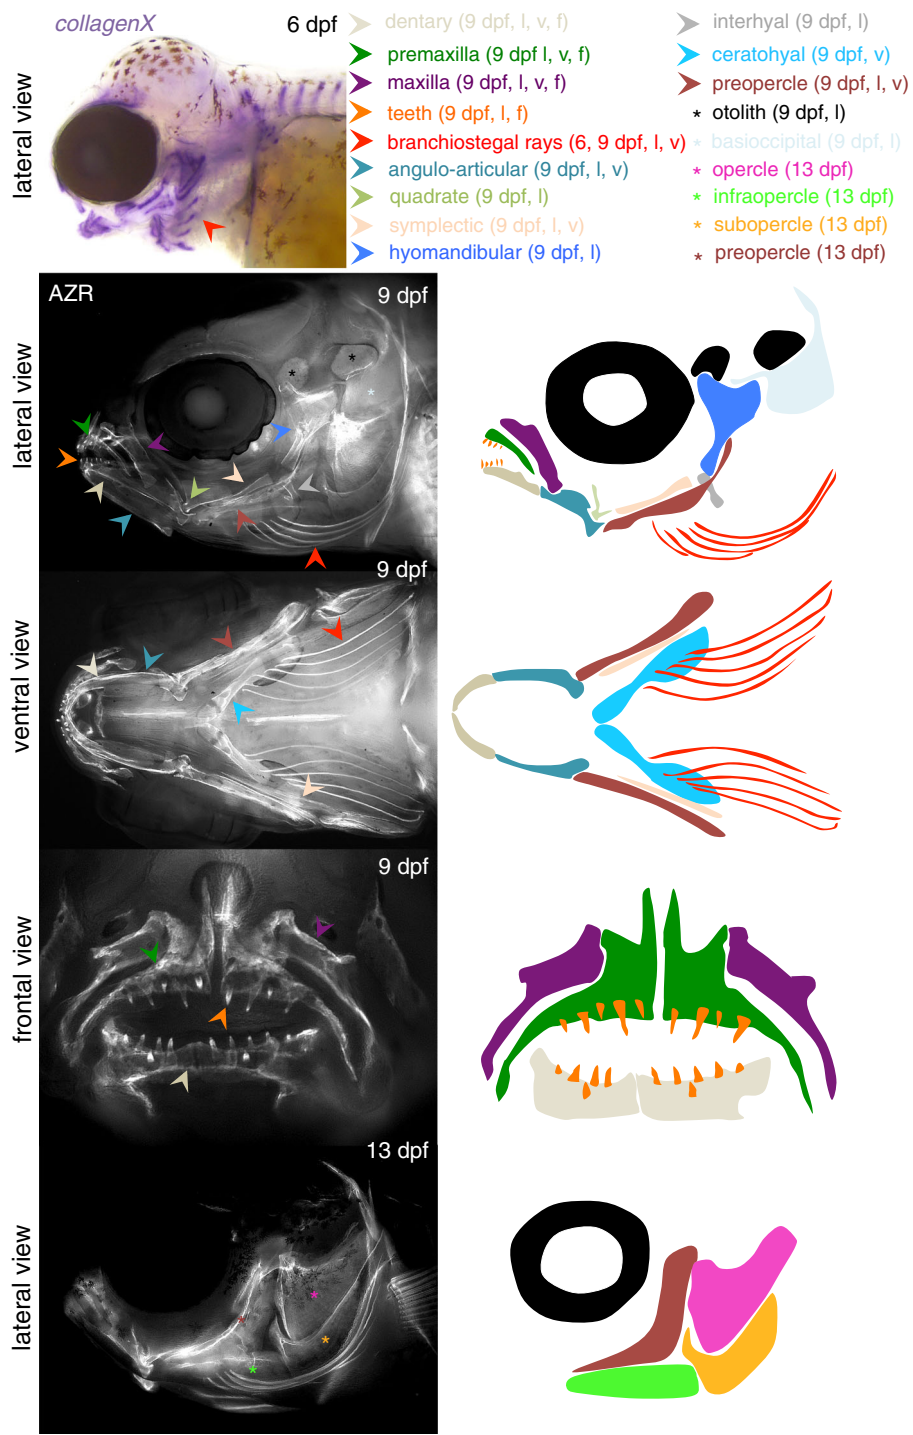 collagenX
6 dpf
lateral view
dentary (9 dpf, l, v, f)
premaxilla (9 dpf l, v, f)
maxilla (9 dpf, l, v, f)
teeth (9 dpf, l, f)
branchiostegal rays (6, 9 dpf, l, v)
angulo-articular (9 dpf, l, v)
quadrate (9 dpf, l)
symplectic (9 dpf, l, v)
hyomandibular (9 dpf, l)
interhyal (9 dpf, l)
ceratohyal (9 dpf, v)
preopercle (9 dpf, l, v)
* otolith (9 dpf, l)
* basioccipital (9 dpf, l)
* opercle (13 dpf)
* infraopercle (13 dpf)
* subopercle (13 dpf)
* preopercle (13 dpf)
AZR
9 dpf
lateral view
* * *
9 dpf
ventral view
9 dpf
frontal view
13 dpf
lateral view
* * * *